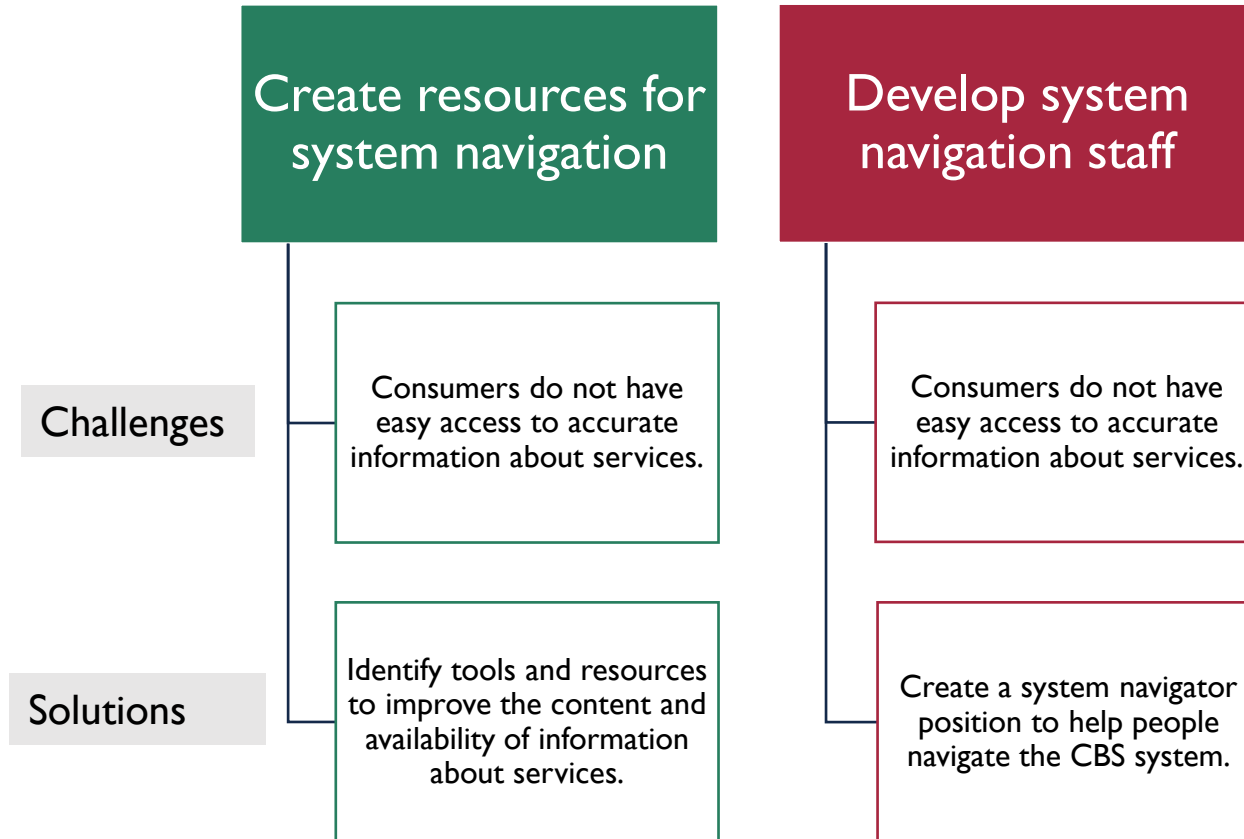 Create resources for
system navigation
Develop system
navigation staff
Challenges
Consumers do not have
easy access to accurate
information about services.
Consumers do not have
easy access to accurate
information about services.
Solutions
Identify tools and resources
to improve the content and
availability of information
about services.
Create a system navigator
position to help people
navigate the CBS system.